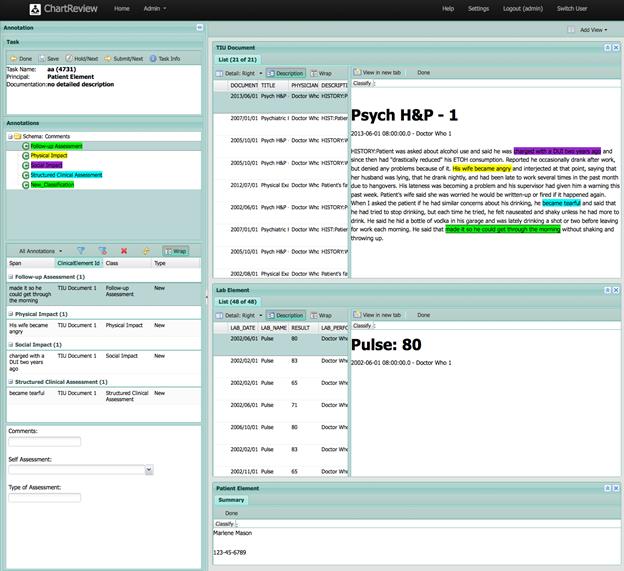 ChartReview Home Admin Help Settings Logout (admin) Switch User
Add View
Annotation
Task
Done Save Hold/Next Submit/Next Task Info
Task Name: aa (4731)
Principal: Patient Element
Documentation: no detailed description
Annotations
Schema: Comments
Follow-up Assessment
Physical Impact
Social Impact
Structured Clinical Assessment
New_Classification
All Annotations Wrap
Span ClinicalElement Id Class Type
Follow-up Assessment (1)
made it so he could get through the morning TIU Document 1 Follow-up Assessment New
Physical Impact (1)
His wife became angry TIU Document 1 Physical Impact New
Social Impact (1)
charged with a DUI two years ago TIU Document 1 Social Impact New
Structured Clinical Assessment (1)
became tearful TIU Document 1 Structured Clinical Assessment New
Comments:
Self Assessment:
Type of Assessment:
TIU Document
List (21 of 21)
Detail: Right Description Wrap
DOCUMENT TITLE PHYSICIAN DESCRIPTI
2013/06/01 Psych H&P - Doctor Who HISTORY:P
2007/01/01 Psychiatric I Doctor Who HIST:Patien
2005/10/01 Psych H&P - Doctor Who HISTORY:P
2005/10/01 Psych H&P - Doctor Who HISTORY:P
2012/07/01 Physical Exa Doctor Who Patient's fa
2007/01/01 Psych H&P - Doctor Who HISTORY:P
2005/10/01 Psych H&P - Doctor Who HISTORY:P
2002/08/01 Physical Exa Doctor Who Patient's fa
View in new tab Done
Classify :
Psych H&P - 1
2013-06-01 08:00:00.0 - Doctor Who 1
HISTORY:Patient was asked about alcohol use and said he was charged with a DUI two years ago and
since then had "drastically reduced" his ETOH consumption. Reported he occasionally drank after work,
but denied any problems because of it. His wife became angry and interjected at that point, saying that
her husband was lying, that he drank nightly, and had been late to work several times in the past month
due to hangovers. His lateness was becoming a problem and his supervisor had given him a warning this
past week. Patient's wife said she was worried he would be written-up or fired if it happened again.
When I asked the patient if he had similar concerns about his drinking, he became tearful and said that
he had tried to stop drinking, but each time he tried, he felt nauseated and shaky unless he had more to
drink. He said he hid a bottle of vodka in his garage and was lately drinking a shot or two before leaving
for work each morning. He said that made it so he could get through the morning without shaking and
throwing up.
Lab Element
List (48 of 48)
Detail: Right Description Wrap
LAB_DATE LAB_NAME RESULT LAB_PERFO
2002/06/01 Pulse 80 Doctor Who
2002/02/01 Pulse 83 Doctor Who
2002/02/01 Pulse 65 Doctor Who
2002/06/01 Pulse 71 Doctor Who
2006/10/01 Pulse 80 Doctor Who
2002/02/01 Pulse 83 Doctor Who
2002/11/01 Pulse 65 Doctor Who
View in new tab Done
Classify :
Pulse: 80
2002-06-01 08:00:00.0 - Doctor Who 1
Patient Element
Summary
Done
Classify :
Marlene Mason
123-45-6789